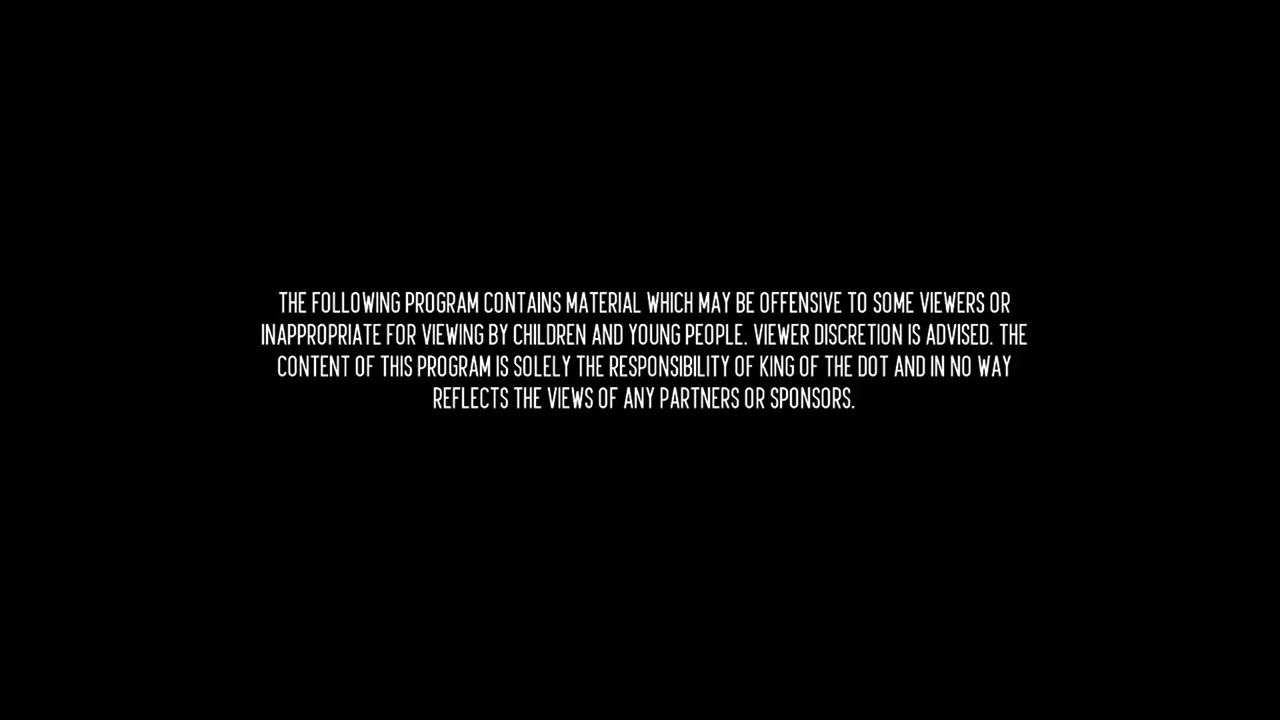 THE FOLLOWING PROGRAM CONTAINS MATERIAL WHICH MAY BE OFFENSIVE TO SOME VIEWERS OR
INAPPROPRIATE FOR VIEWING BY CHILDREN AND YOUNG PEOPLE. VIEWER DISCRETION IS ADVISED. THE
CONTENT OF THIS PROGRAM IS SOLELY THE RESPONSIBILITY OF KING OF THE DOT AND IN NO WAY
REFLECTS THE VIEWS OF ANY PARTNERS OR SPONSORS.